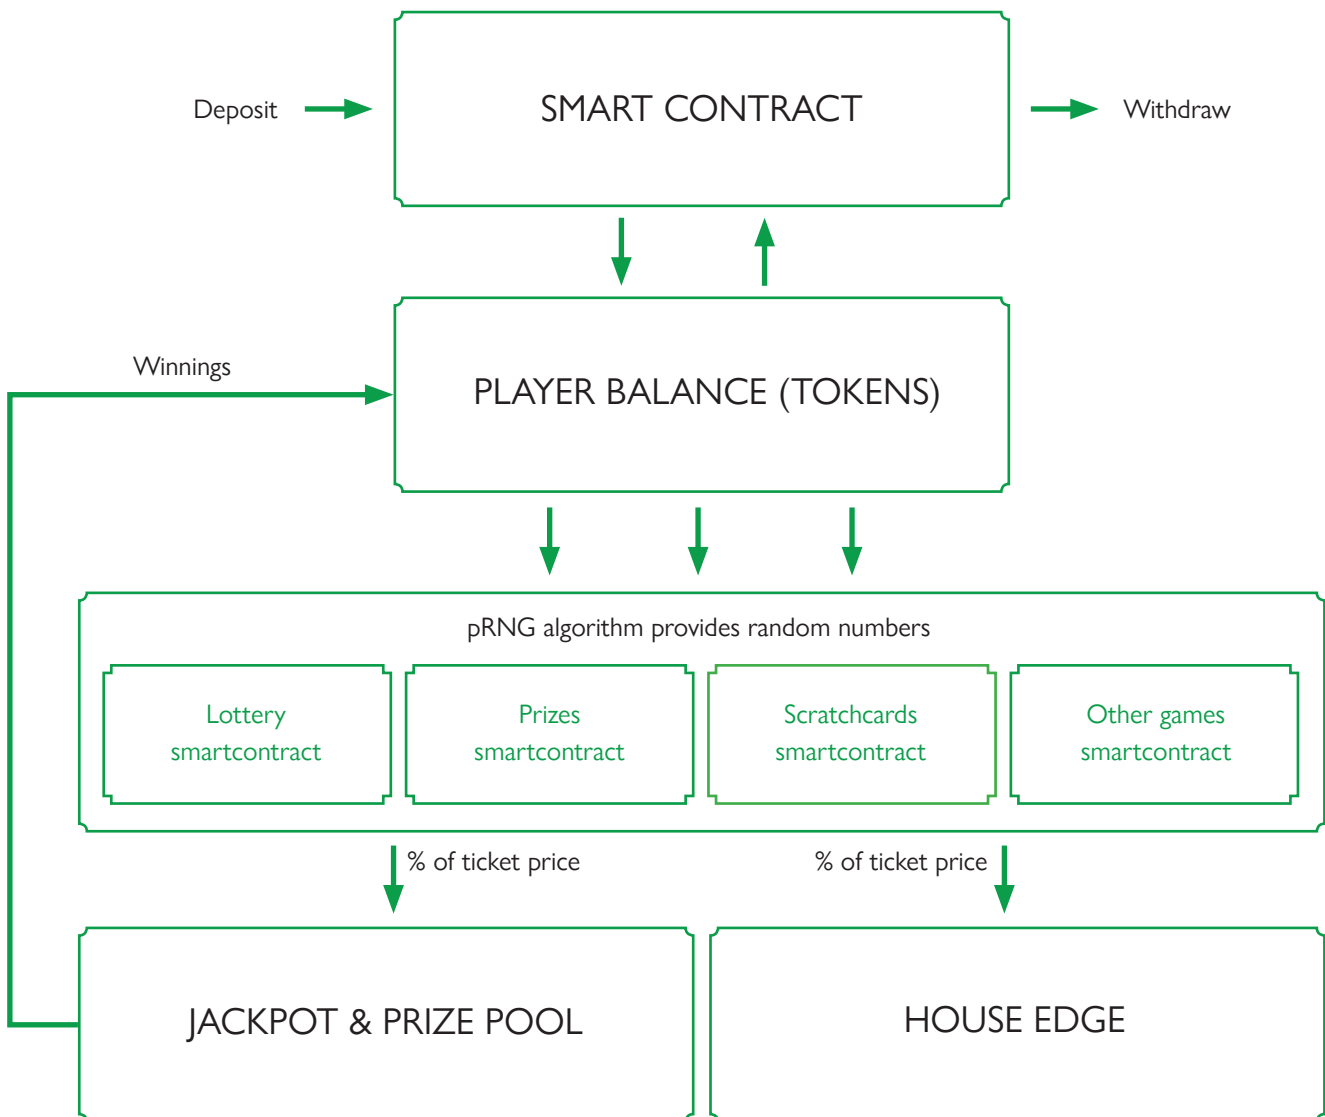 Deposit
SMART CONTRACT
Withdraw
Winnings
PLAYER BALANCE (TOKENS)
pRNG algorithm provides random numbers
Lottery
smartcontract
Prizes
smartcontract
Scratchcards
smartcontract
Other games
smartcontract
% of ticket price
% of ticket price
JACKPOT & PRIZE POOL
HOUSE EDGE